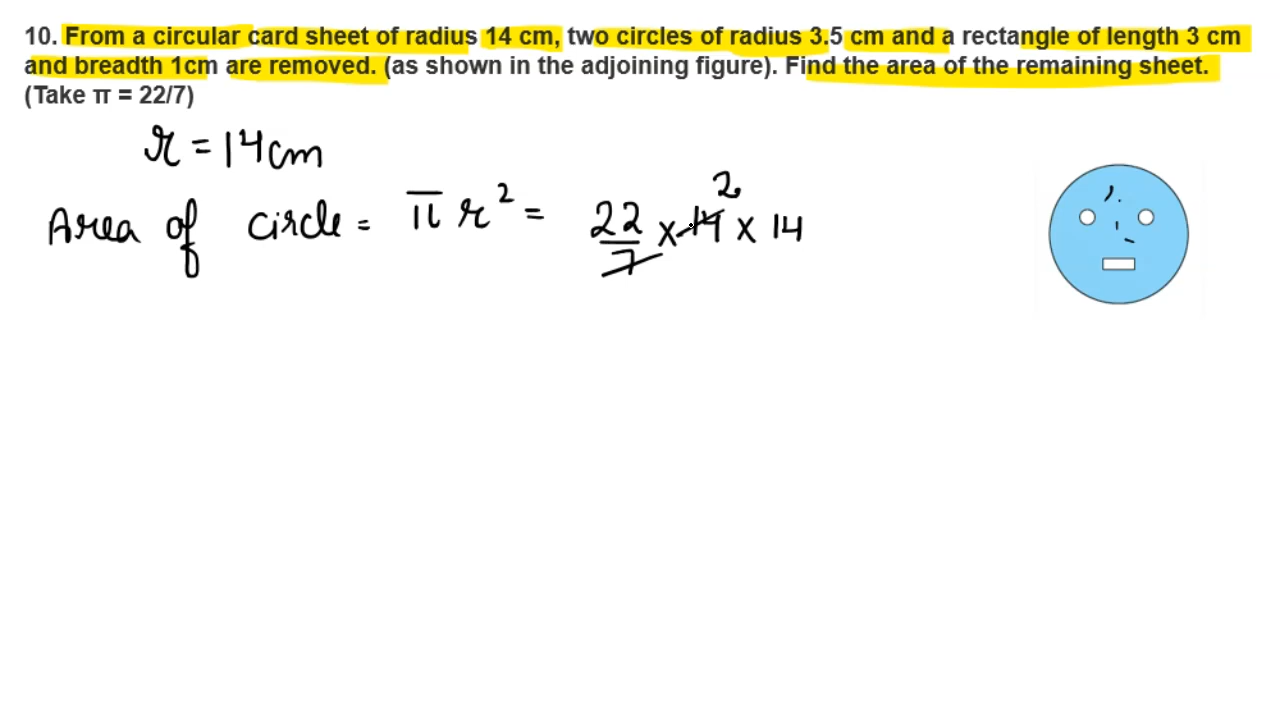 10. From a circular card sheet of radius 14 cm, two circles of radius 3.5 cm and a rectangle of length 3 cm
and breadth 1cm are removed. (as shown in the adjoining figure). Find the area of the remaining sheet.
(Take π = 22/7)
r = 14cm
Area of circle = π r² = 22/7 x 14 x 14
2